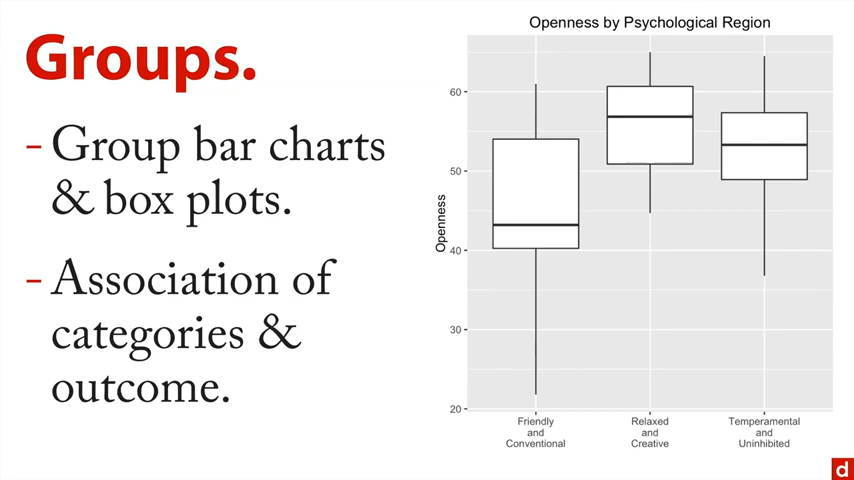 Groups.
- Group bar charts
& box plots.
- Association of
categories &
outcome.
Openness by Psychological Region
Openness
60
50
40
30
20
Friendly
and
Conventional
Relaxed
and
Creative
Temperamental
and
Uninhibited
d